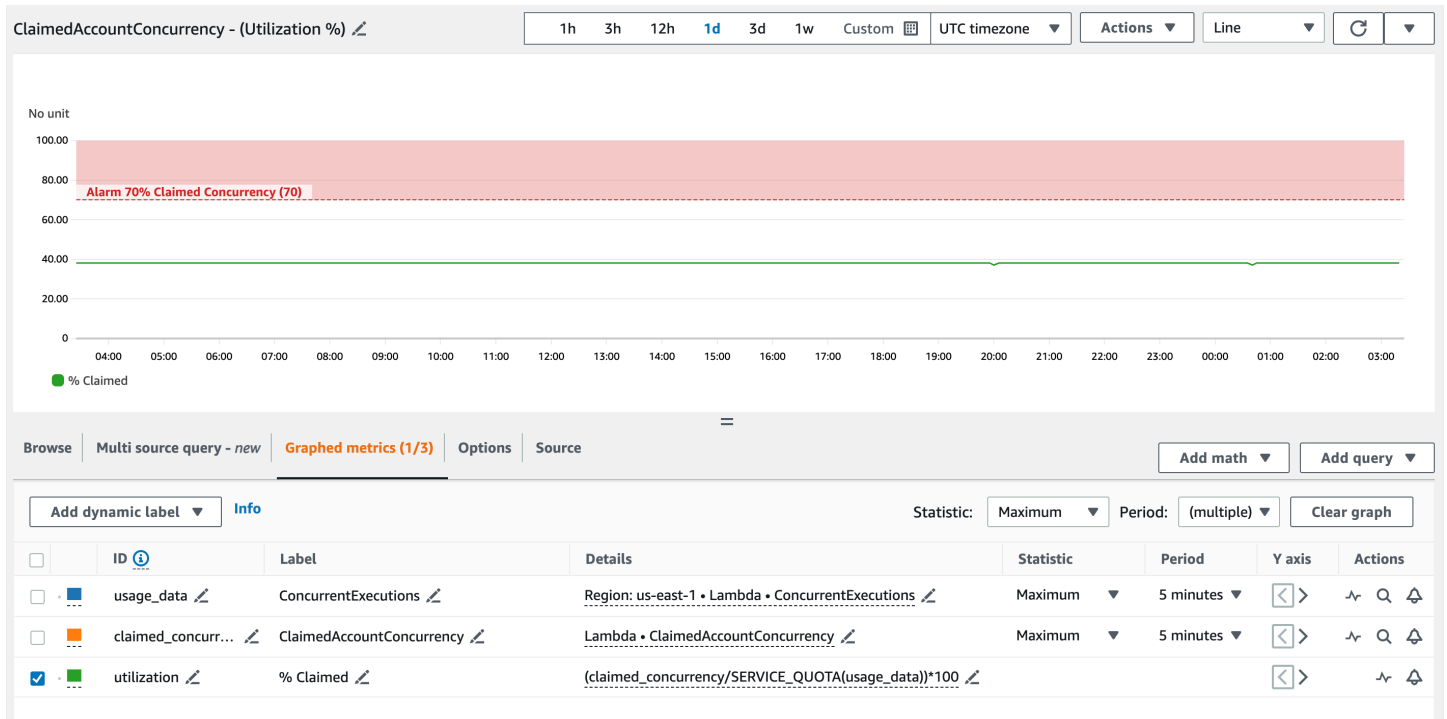 ClaimedAccountConcurrency - (Utilization %)
1h 3h 12h 1d 3d 1w Custom UTC timezone Actions Line
No unit
100.00
80.00
Alarm 70% Claimed Concurrency (70)
60.00
40.00
20.00
0
04:00 05:00 06:00 07:00 08:00 09:00 10:00 11:00 12:00 13:00 14:00 15:00 16:00 17:00 18:00 19:00 20:00 21:00 22:00 23:00 00:00 01:00 02:00 03:00
% Claimed
Browse Multi source query - new Graphed metrics (1/3) Options Source Add math Add query
Add dynamic label Info Statistic: Maximum Period: (multiple) Clear graph
ID Label Details Statistic Period Y axis Actions
usage_data ConcurrentExecutions Region: us-east-1 • Lambda • ConcurrentExecutions Maximum 5 minutes
claimed_concurr... ClaimedAccountConcurrency Lambda • ClaimedAccountConcurrency Maximum 5 minutes
utilization % Claimed (claimed_concurrency/SERVICE_QUOTA(usage_data))*100